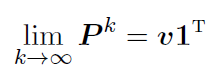 lim P^k = v1^T
k→∞